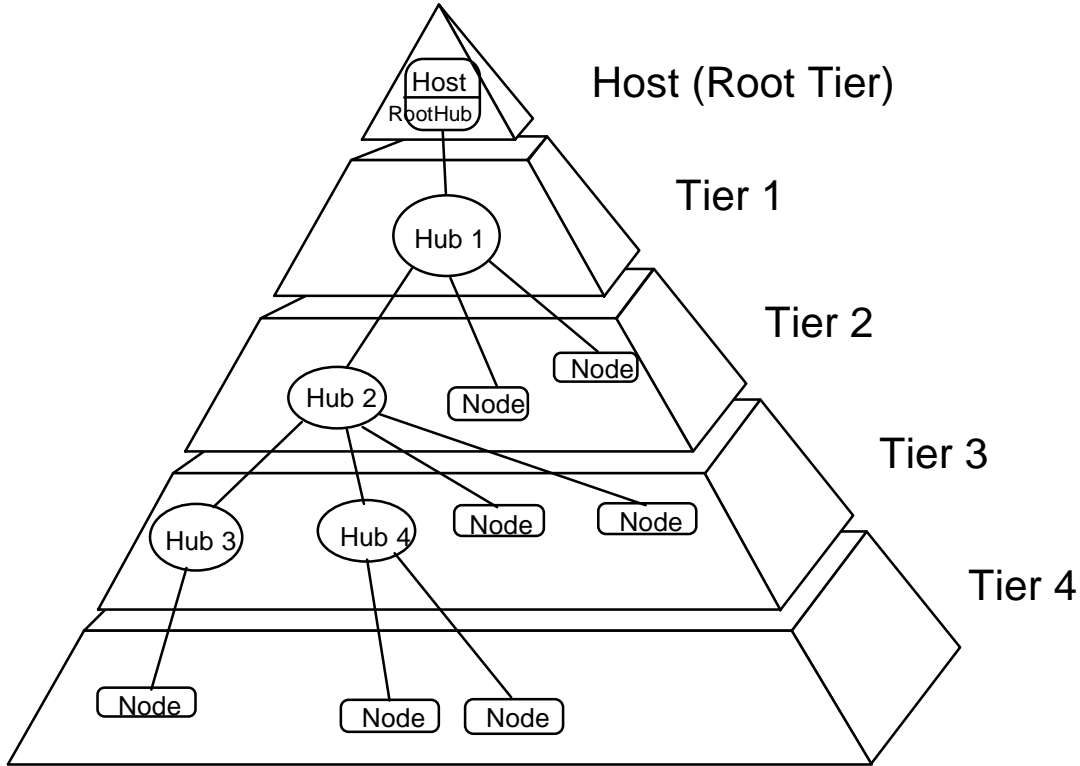 Host
RootHub
Host (Root Tier)
Tier 1
Hub 1
Tier 2
Node
Hub 2
Node
Tier 3
Hub 3
Hub 4
Node
Node
Tier 4
Node
Node
Node